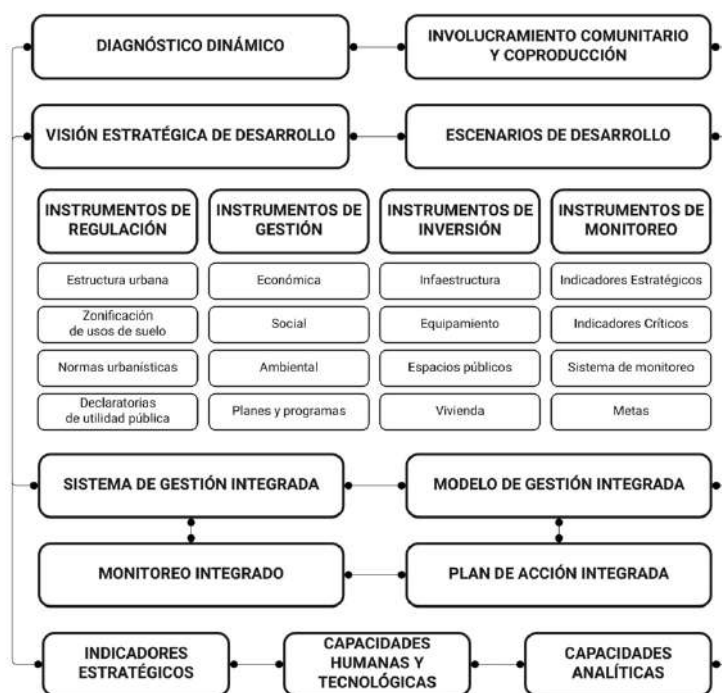 DIAGNÓSTICO DINÁMICO
INVOLUCRAMIENTO COMUNITARIO
Y COPRODUCCIÓN
VISIÓN ESTRATÉGICA DE DESARROLLO
ESCENARIOS DE DESARROLLO
INSTRUMENTOS DE
REGULACIÓN
INSTRUMENTOS DE
GESTIÓN
INSTRUMENTOS DE
INVERSIÓN
INSTRUMENTOS DE
MONITOREO
Estructura urbana
Económica
Infaestructura
Indicadores Estratégicos
Zonificación
de usos de suelo
Social
Equipamiento
Indicadores Críticos
Normas urbanísticas
Ambiental
Espacios públicos
Sistema de monitoreo
Declaratorias
de utilidad pública
Planes y programas
Vivienda
Metas
SISTEMA DE GESTIÓN INTEGRADA
MODELO DE GESTIÓN INTEGRADA
MONITOREO INTEGRADO
PLAN DE ACCIÓN INTEGRADA
INDICADORES
ESTRATÉGICOS
CAPACIDADES
HUMANAS Y
TECNOLÓGICAS
CAPACIDADES
ANALÍTICAS